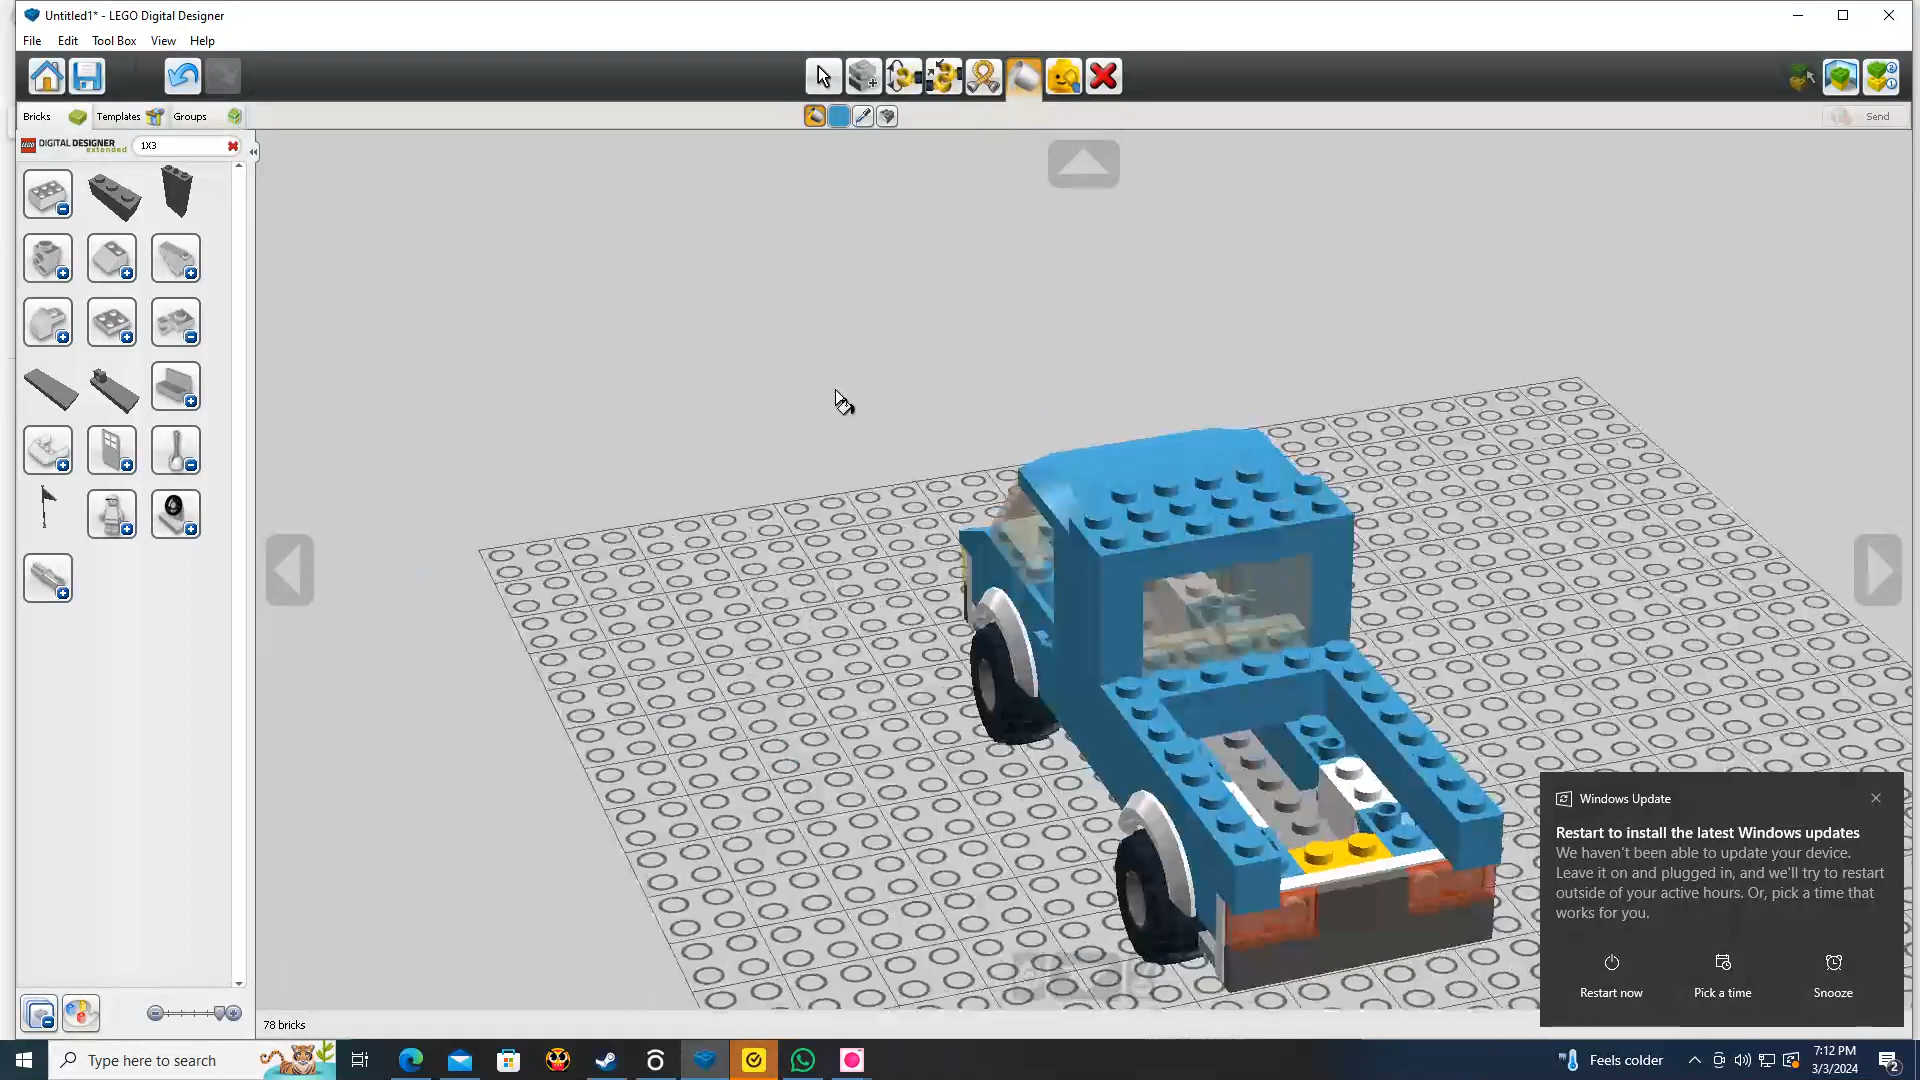 Untitled1* - LEGO Digital Designer
File Edit Tool Box View Help
Bricks Templates Groups
Send
LEGO DIGITAL DESIGNER extended
1X3
78 bricks
Windows Update
Restart to install the latest Windows updates
We haven't been able to update your device.
Leave it on and plugged in, and we'll try to restart
outside of your active hours. Or, pick a time that
works for you.
Restart now Pick a time Snooze
Type here to search
Feels colder
7:12 PM
3/3/2024
2